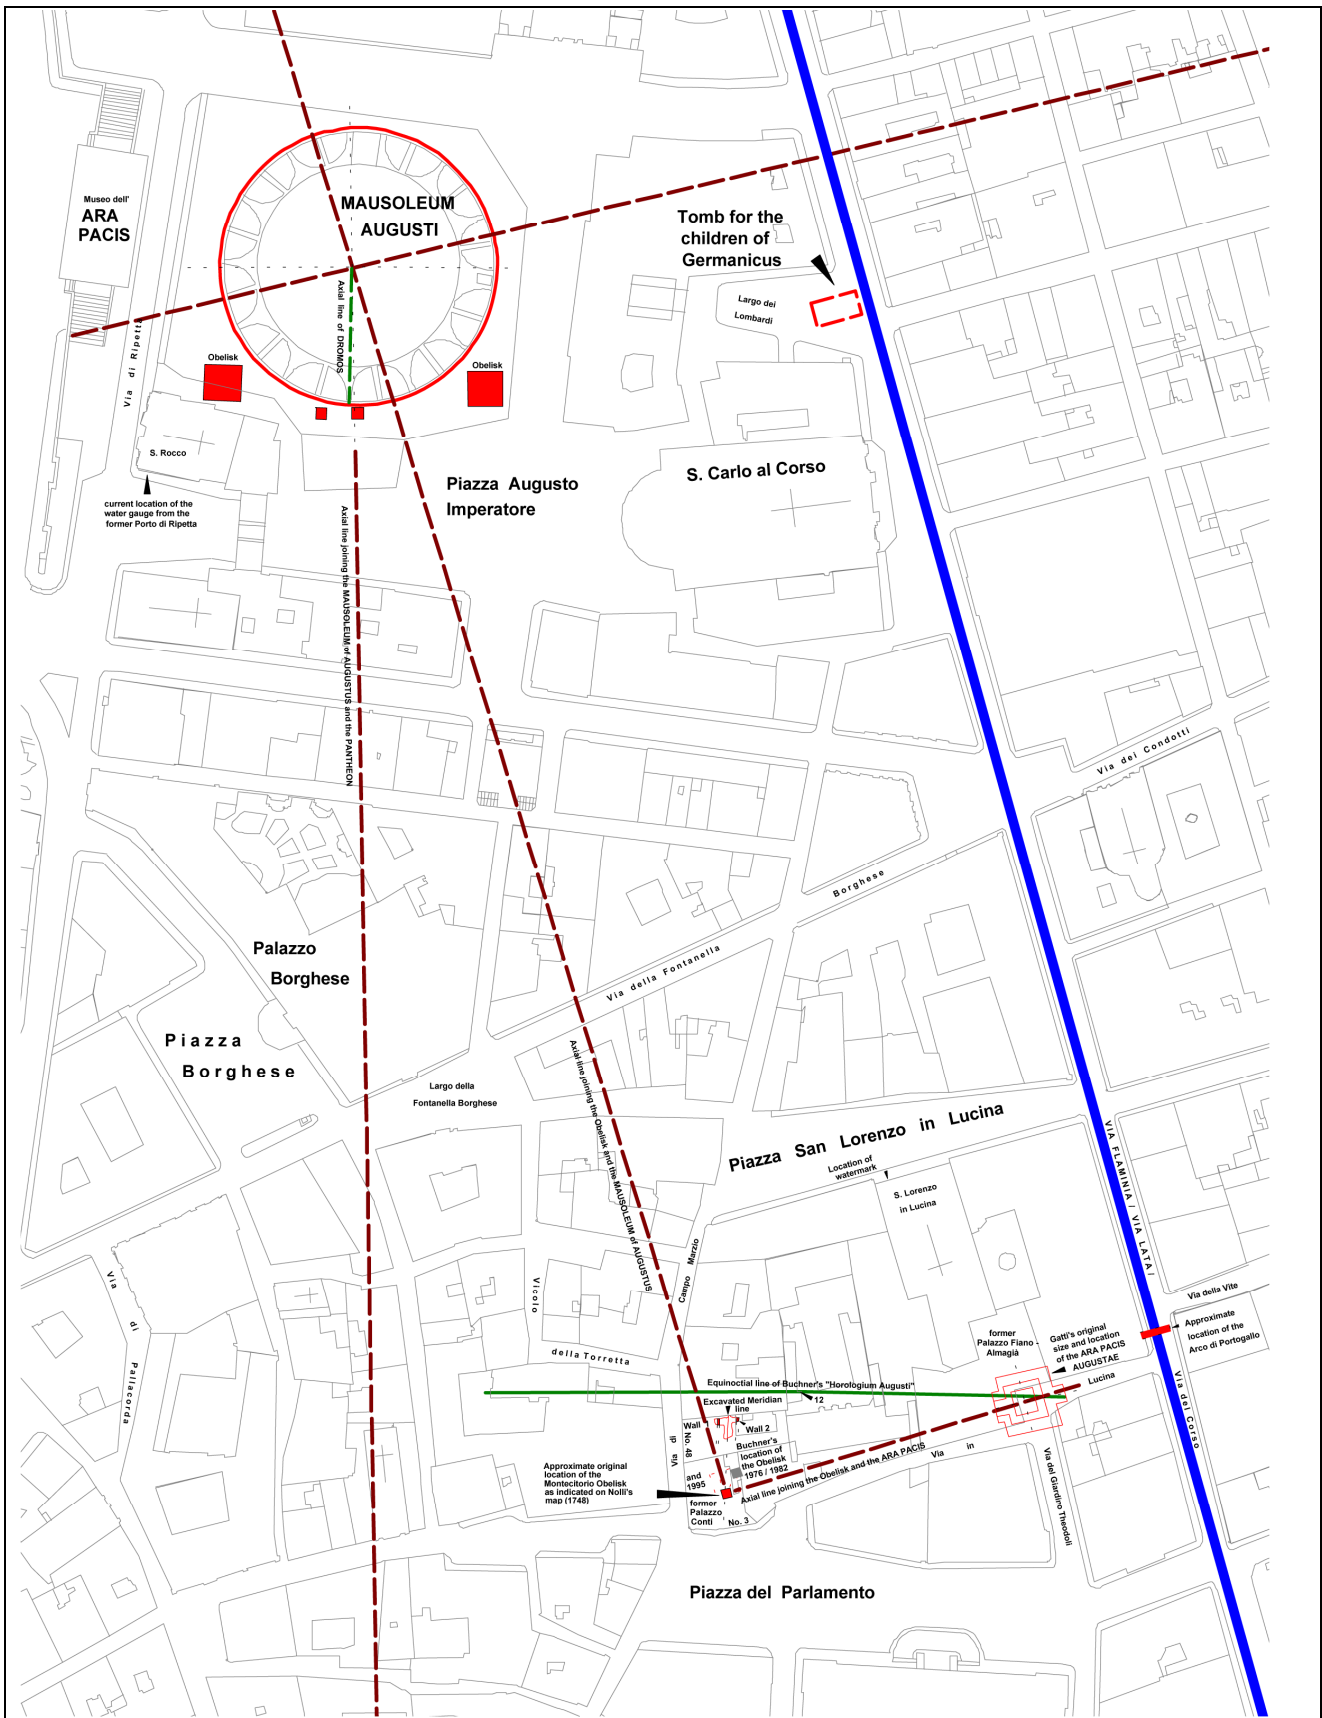 Museo dell'
ARA
PACIS
MAUSOLEUM
AUGUSTI
Tomb for the
children of
Germanicus
Largo dei
Lombardi
Axial line of DROMOS
Via di Ripetta
Obelisk
Obelisk
S. Rocco
current location of the
water gauge from the
former Porto di Ripetta
Piazza Augusto
Imperatore
S. Carlo al Corso
Axial line joining the MAUSOLEUM of AUGUSTUS and the PANTHEON
Via dei Condotti
Borghese
Via della Fontanella
Palazzo
Borghese
Piazza
Borghese
Largo della
Fontanella Borghese
Axial line joining the Obelisk and the MAUSOLEUM of AUGUSTUS
Piazza San Lorenzo in Lucina
Location of
watermark
S. Lorenzo
in Lucina
VIA FLAMINIA / VIA LATA /
Via del Corso
Via della Vite
Approximate
location of the
Arco di Portogallo
Via
di
Pallacorda
Vicolo
della Torretta
Campo Marzio
Via di
former
Palazzo Fiano -
Almagià
Gatti's original
size and location
of the ARA PACIS
AUGUSTAE
Equinoctial line of Buchner's "Horologium Augusti"
12
Lucina
Excavated Meridian
line
Wall
No. 48
Wall 2
Buchner's
location of
the Obelisk
1976 / 1982
and
1995
Approximate original
location of the
Montecitorio Obelisk
as indicated on Nolli's
map (1748)
Axial line joining the Obelisk and the ARA PACIS
Via in
Via del Giardino Theodoli
former
Palazzo
Conti
No. 3
Piazza del Parlamento